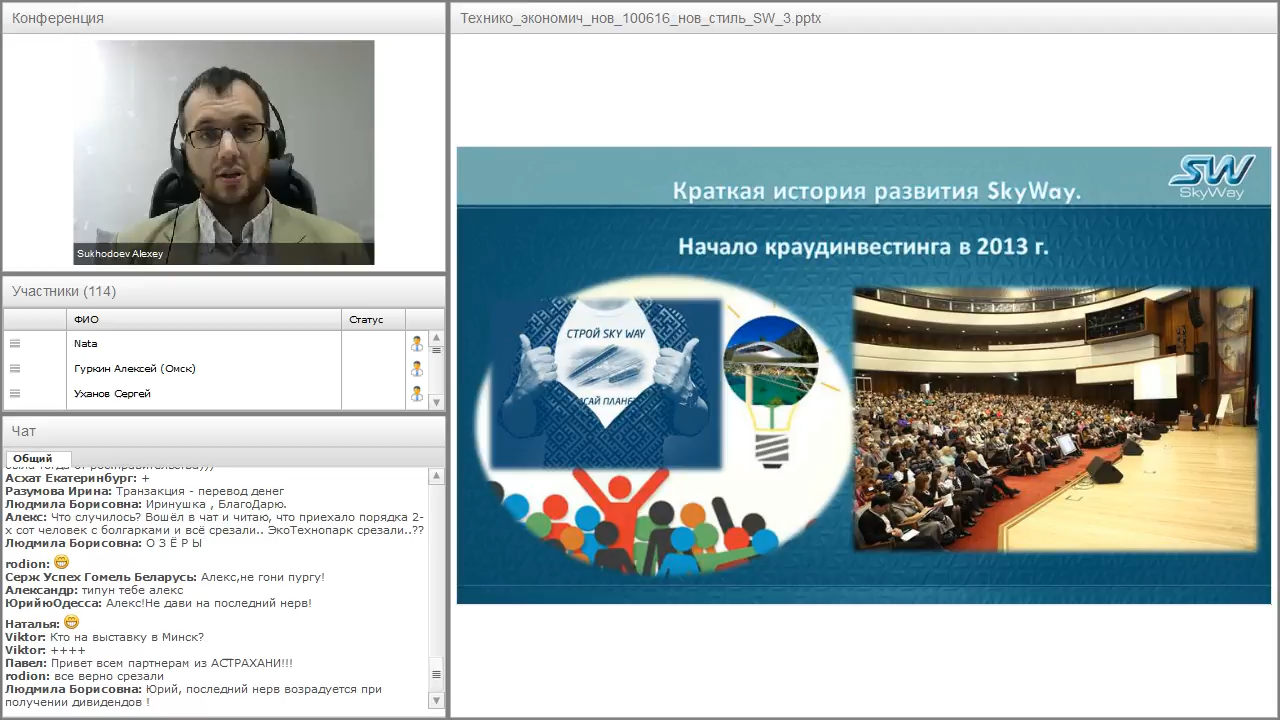 Конференция
Sukhodoev Alexey
Участники (114)
ФИО
Статус
Nata
Гуркин Алексей (Омск)
Уханов Сергей
Чат
Общий
Асхат Екатеринбург: +
Разумова Ирина: Транзакция - перевод денег
Людмила Борисовна: Иринушка , БлагоДарю.
Алекс: Что случилось? Вошёл в чат и читаю, что приехало порядка 2-
х сот человек с болгарками и всё срезали.. ЭкоТехнопарк срезали..??
Людмила Борисовна: О З Ё Р Ы
rodion:
Серж Успех Гомель Беларусь: Алекс,не гони пургу!
Александр: типун тебе алекс
ЮрийюОдесса: Алекс!Не дави на последний нерв!
Наталья:
Viktor: Кто на выставку в Минск?
Viktor: ++++
Павел: Привет всем партнерам из АСТРАХАНИ!!!
rodion: все верно срезали
Людмила Борисовна: Юрий, последний нерв возрадуется при
получении дивидендов !
Технико_экономич_нов_100616_нов_стиль_SW_3.pptx
SW
SkyWay
Краткая история развития SkyWay.
Начало краудинвестинга в 2013 г.
СТРОЙ SKY WAY